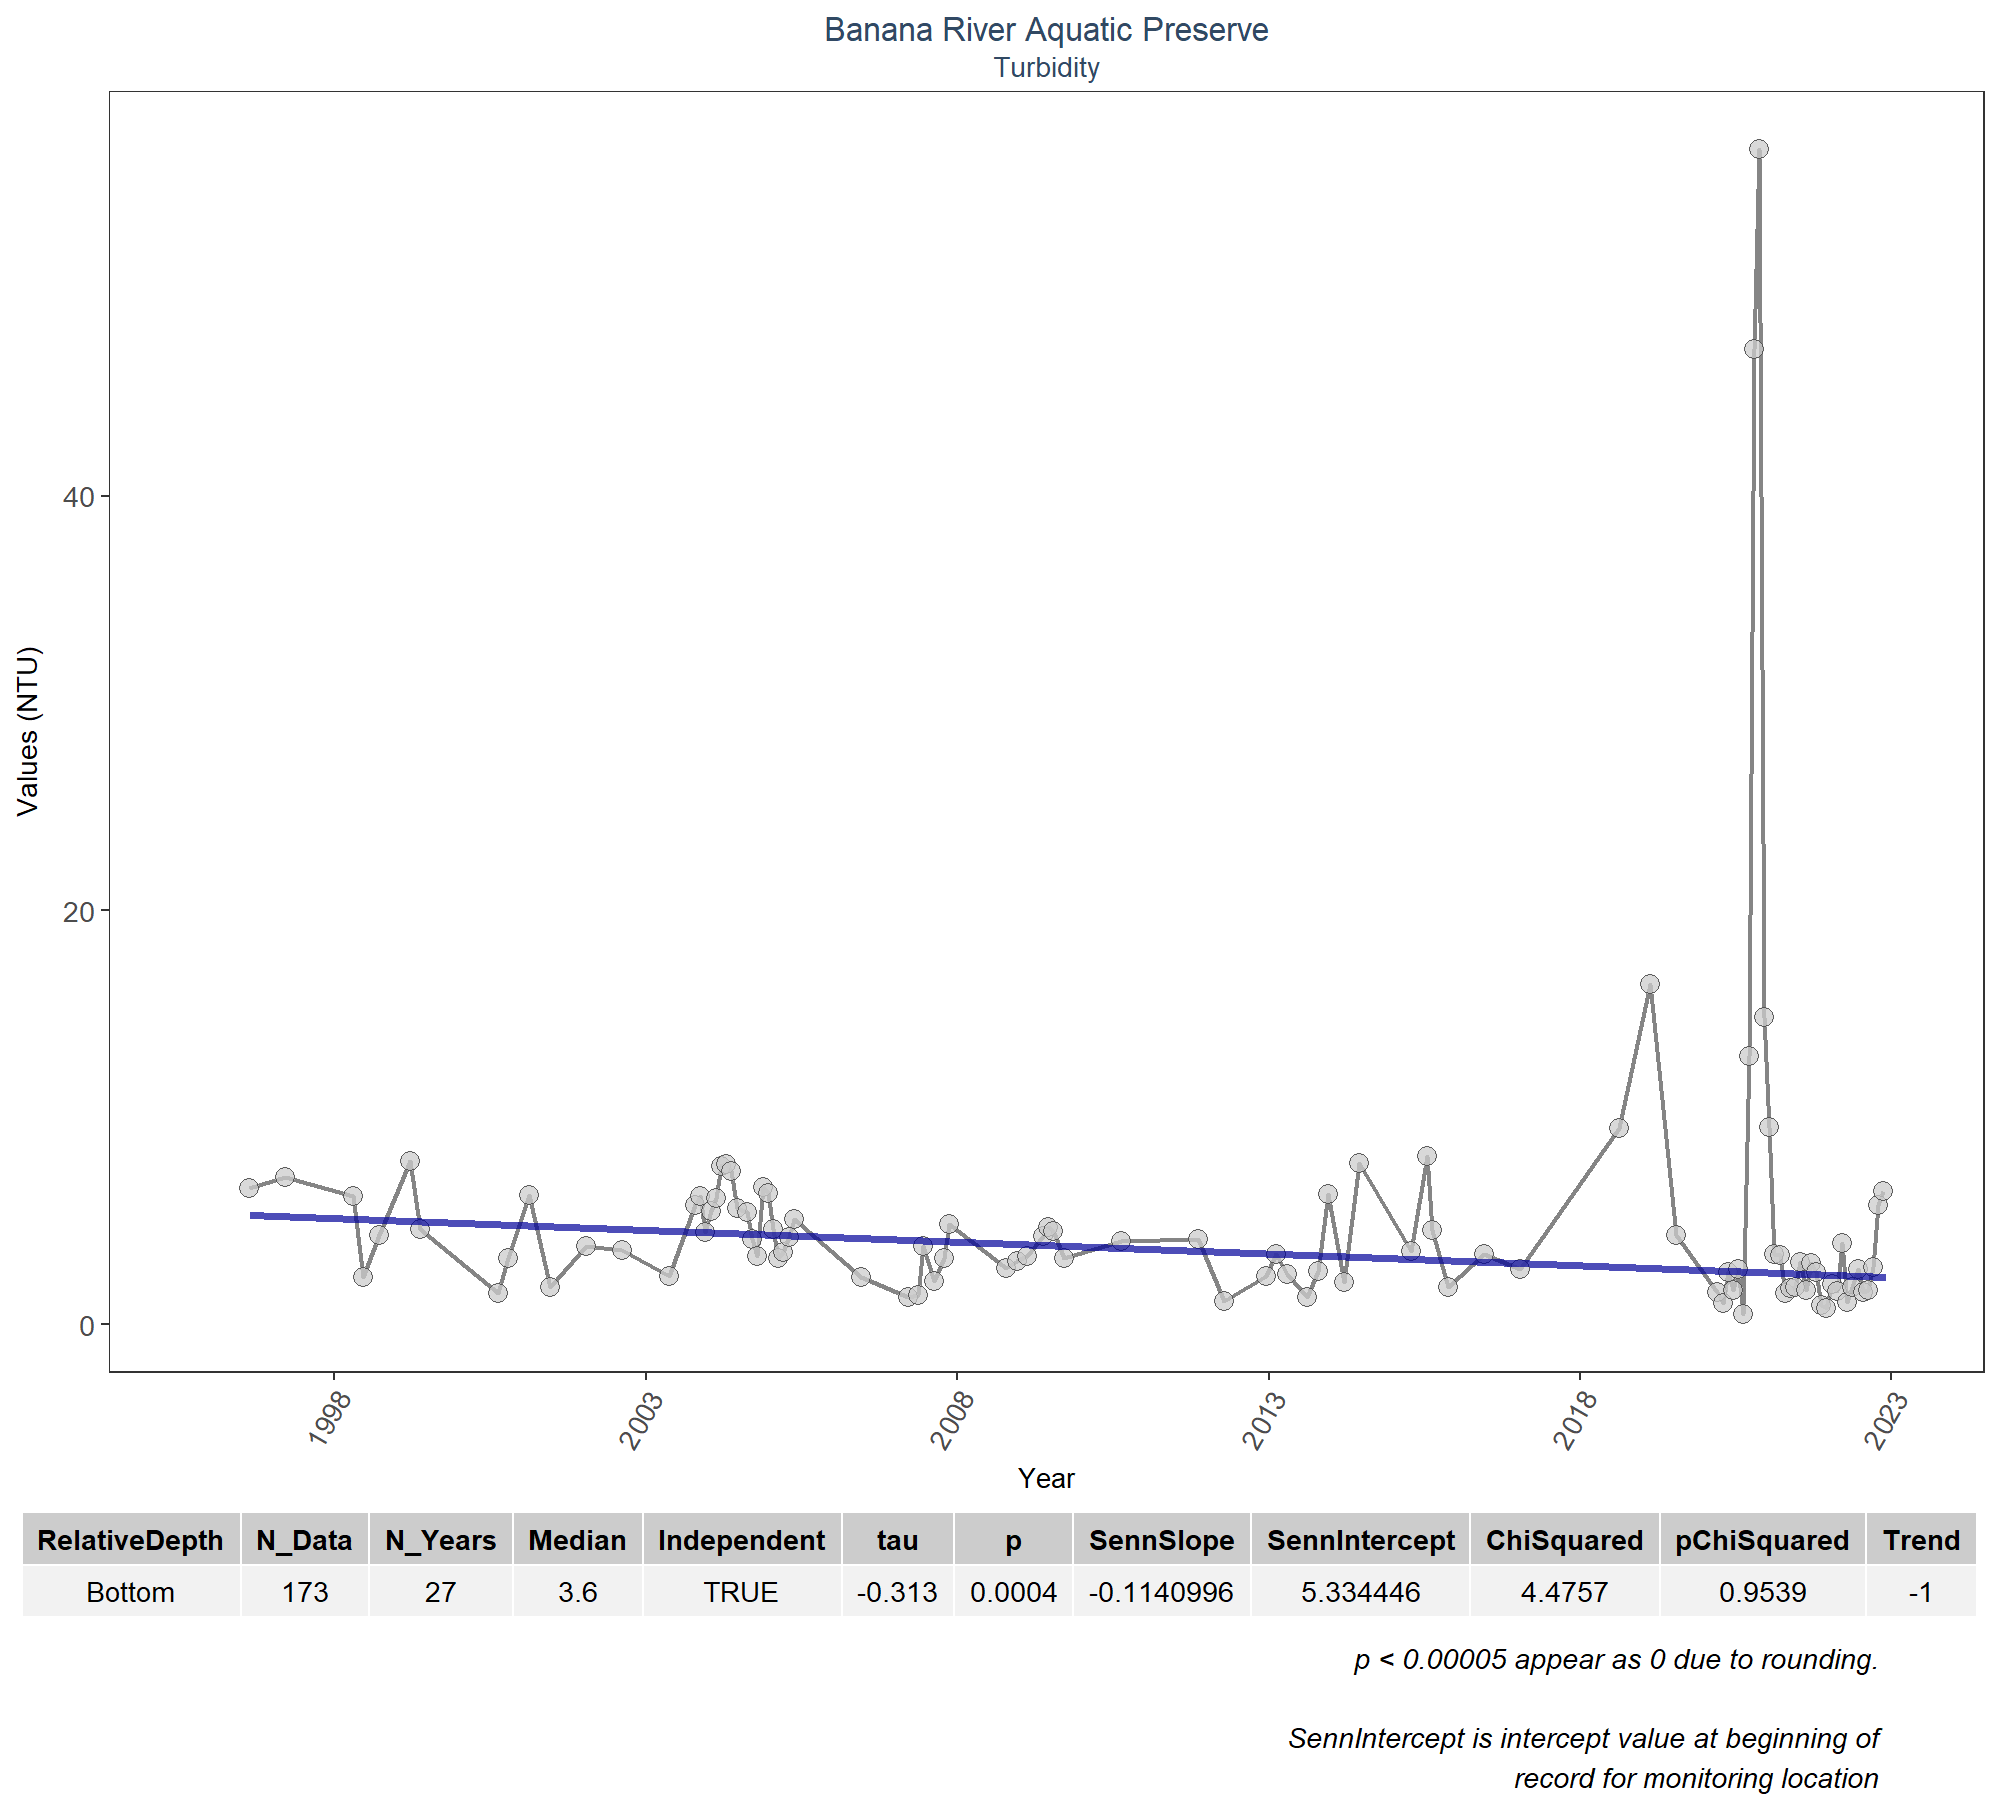 Banana River Aquatic Preserve
Turbidity
Values (NTU)
40
20
0
1998
2003
2008
2013
2018
2023
Year
RelativeDepth N_Data N_Years Median Independent tau p SennSlope SennIntercept ChiSquared pChiSquared Trend
Bottom 173 27 3.6 TRUE -0.313 0.0004 -0.1140996 5.334446 4.4757 0.9539 -1
p < 0.00005 appear as 0 due to rounding.
SennIntercept is intercept value at beginning of
record for monitoring location